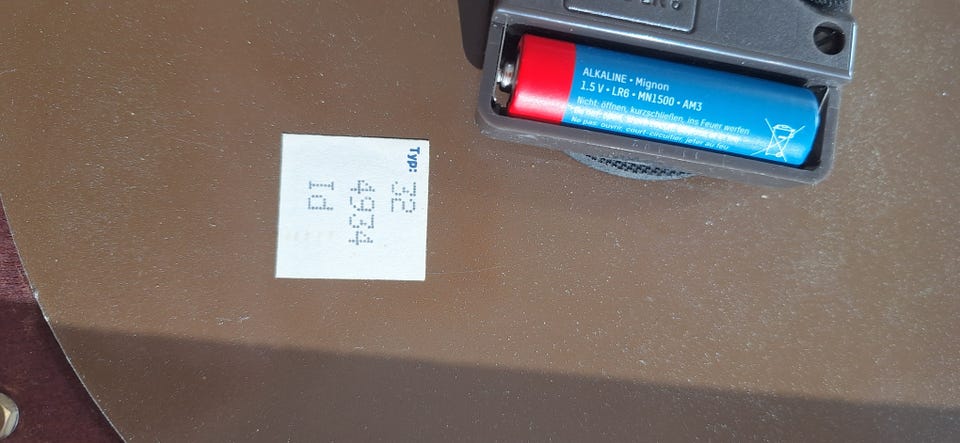 ALKALINE • Mignon
1.5 V • LR6 • MN1500 • AM3
Nicht: öffnen, kurzschließen, ins Feuer werfen
Ne pas: ouvrir, court-circuiter, jeter au feu
Typ:
32
4934
Id